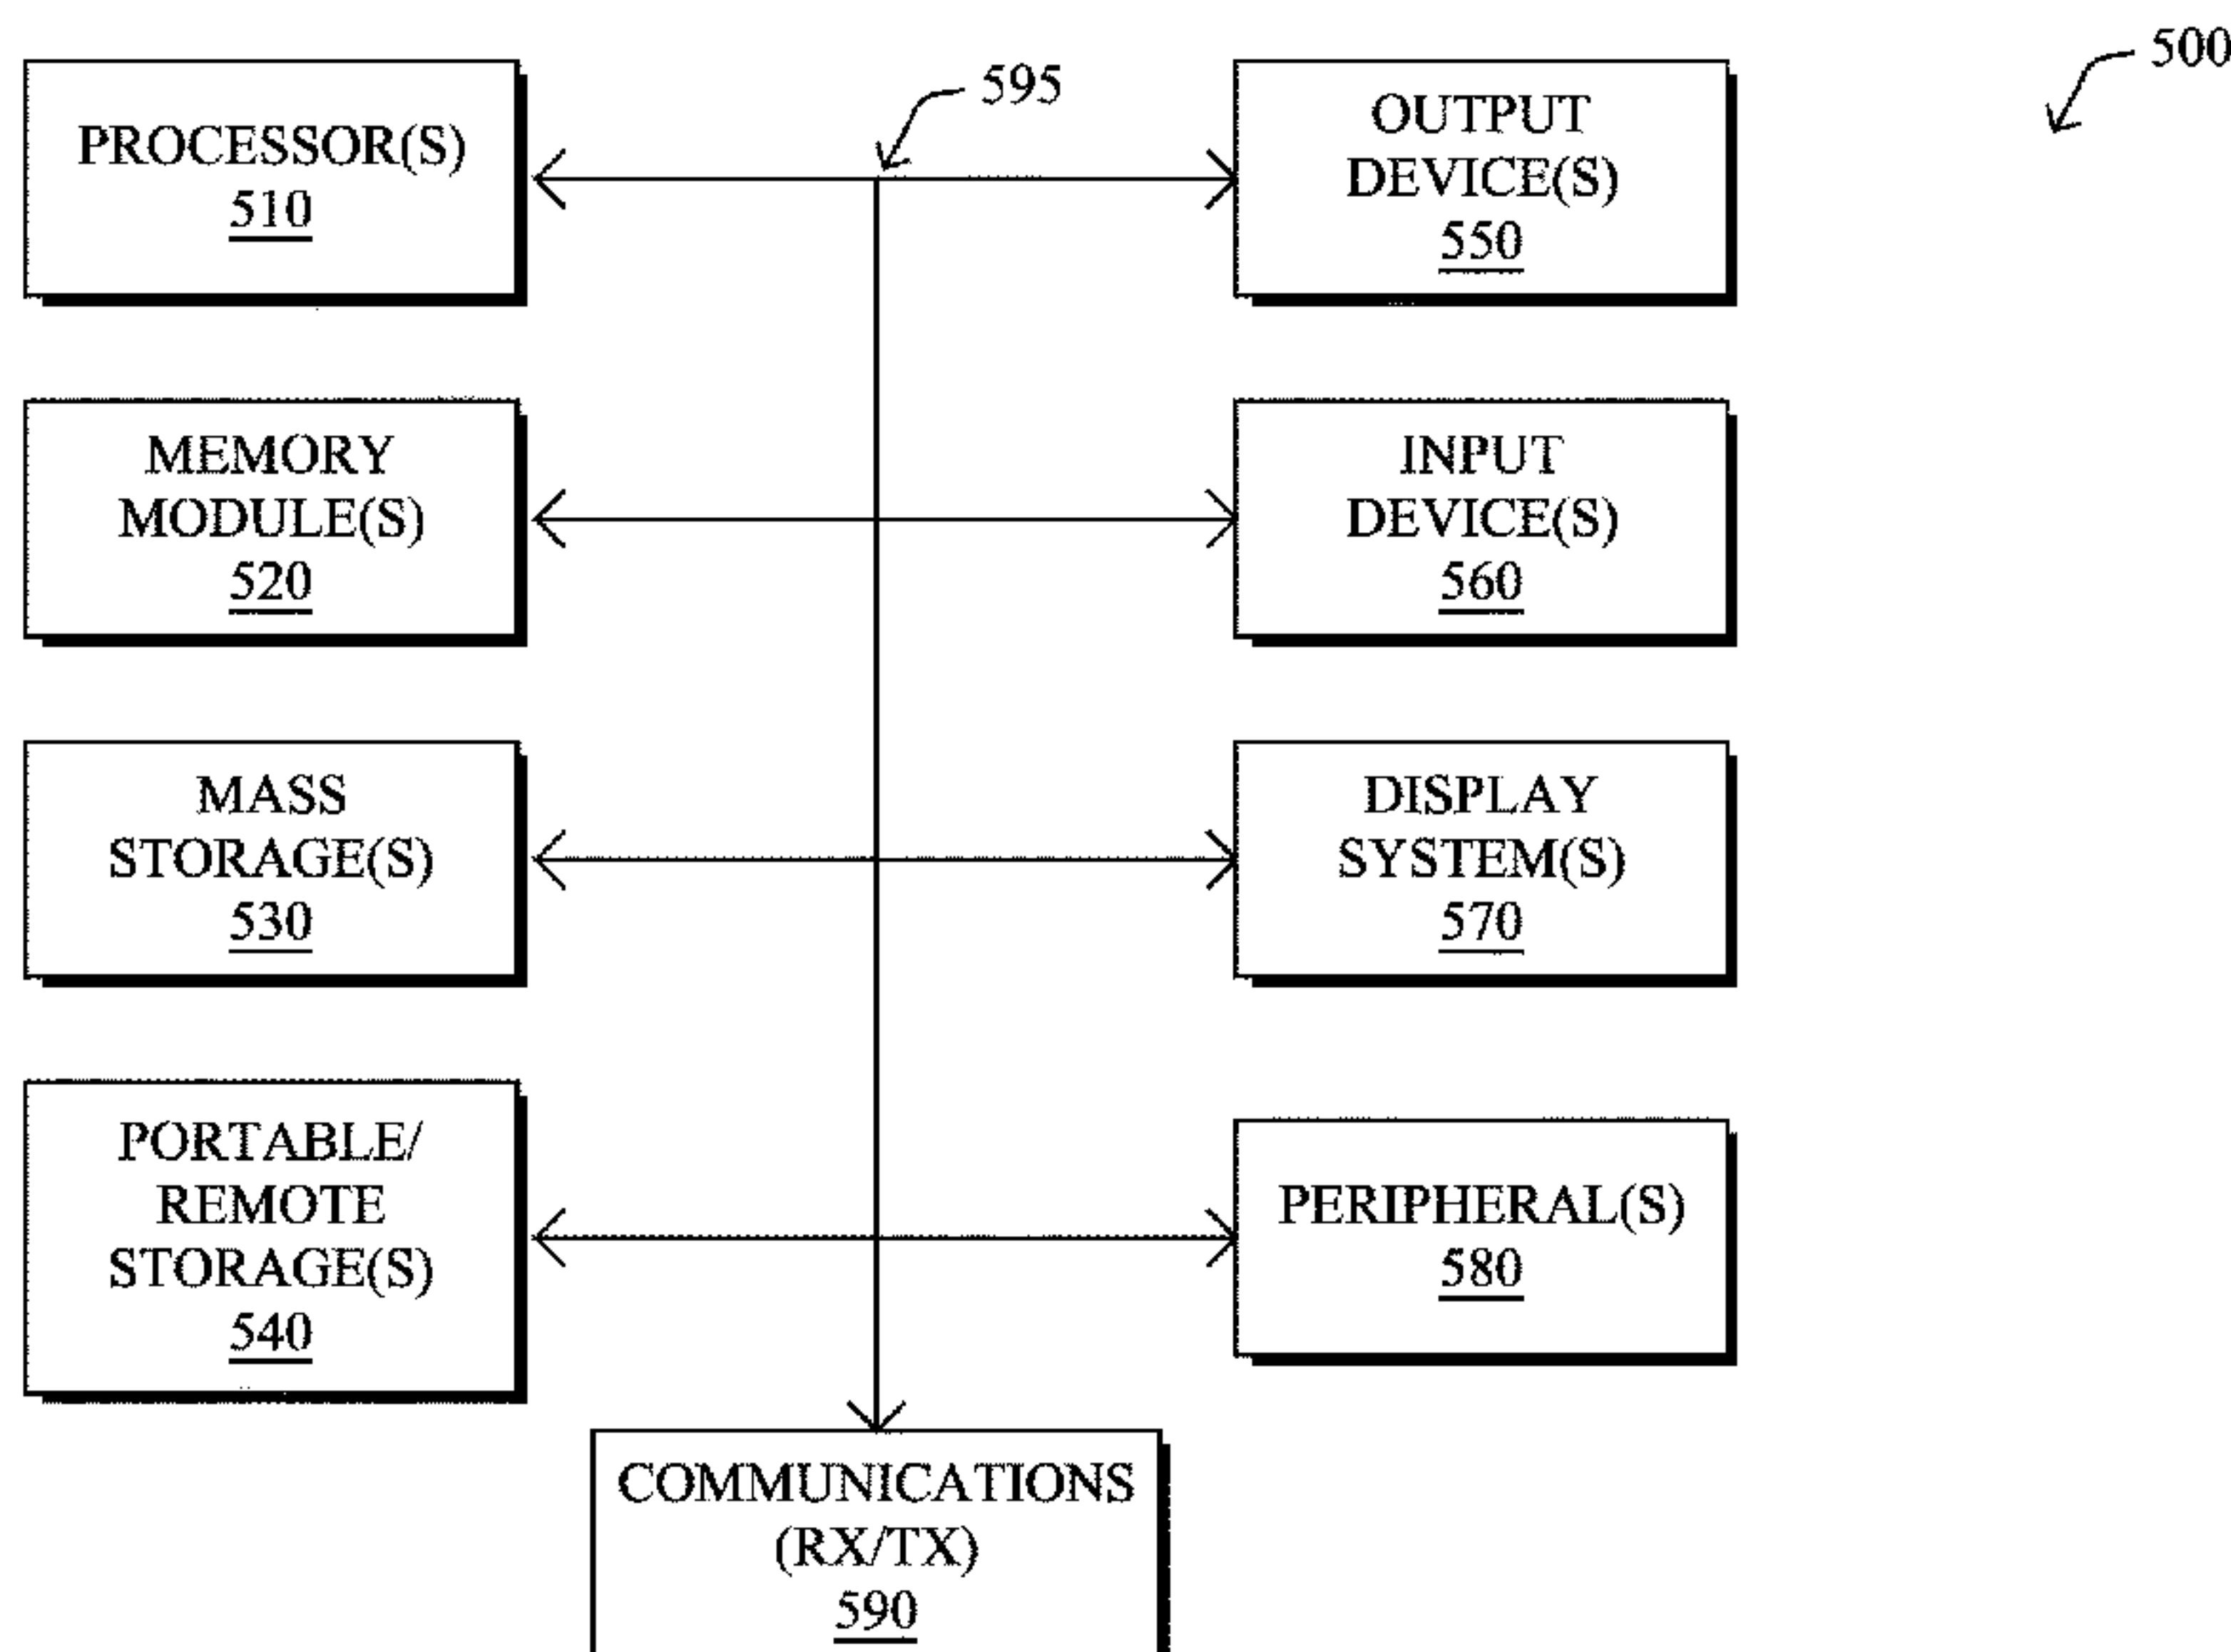 500
595
PROCESSOR(S)
510
OUTPUT
DEVICE(S)
550
MEMORY
MODULE(S)
520
INPUT
DEVICE(S)
560
MASS
STORAGE(S)
530
DISPLAY
SYSTEM(S)
570
PORTABLE/
REMOTE
STORAGE(S)
540
PERIPHERAL(S)
580
COMMUNICATIONS
(RX/TX)
590